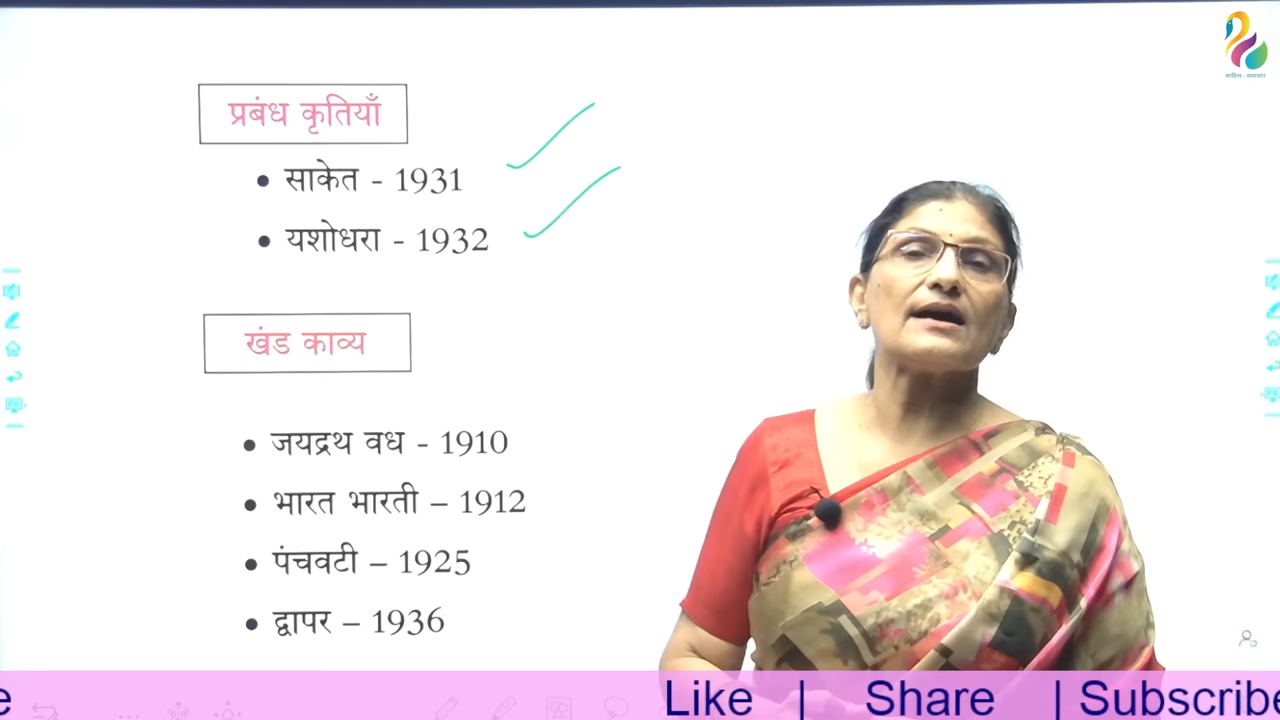 प्रबंध कृतियाँ
• साकेत - 1931
• यशोधरा - 1932
खंड काव्य
• जयद्रथ वध - 1910
• भारत भारती – 1912
• पंचवटी – 1925
• द्वापर – 1936
साहित्य - समाचार
e Like | Share | Subscribe